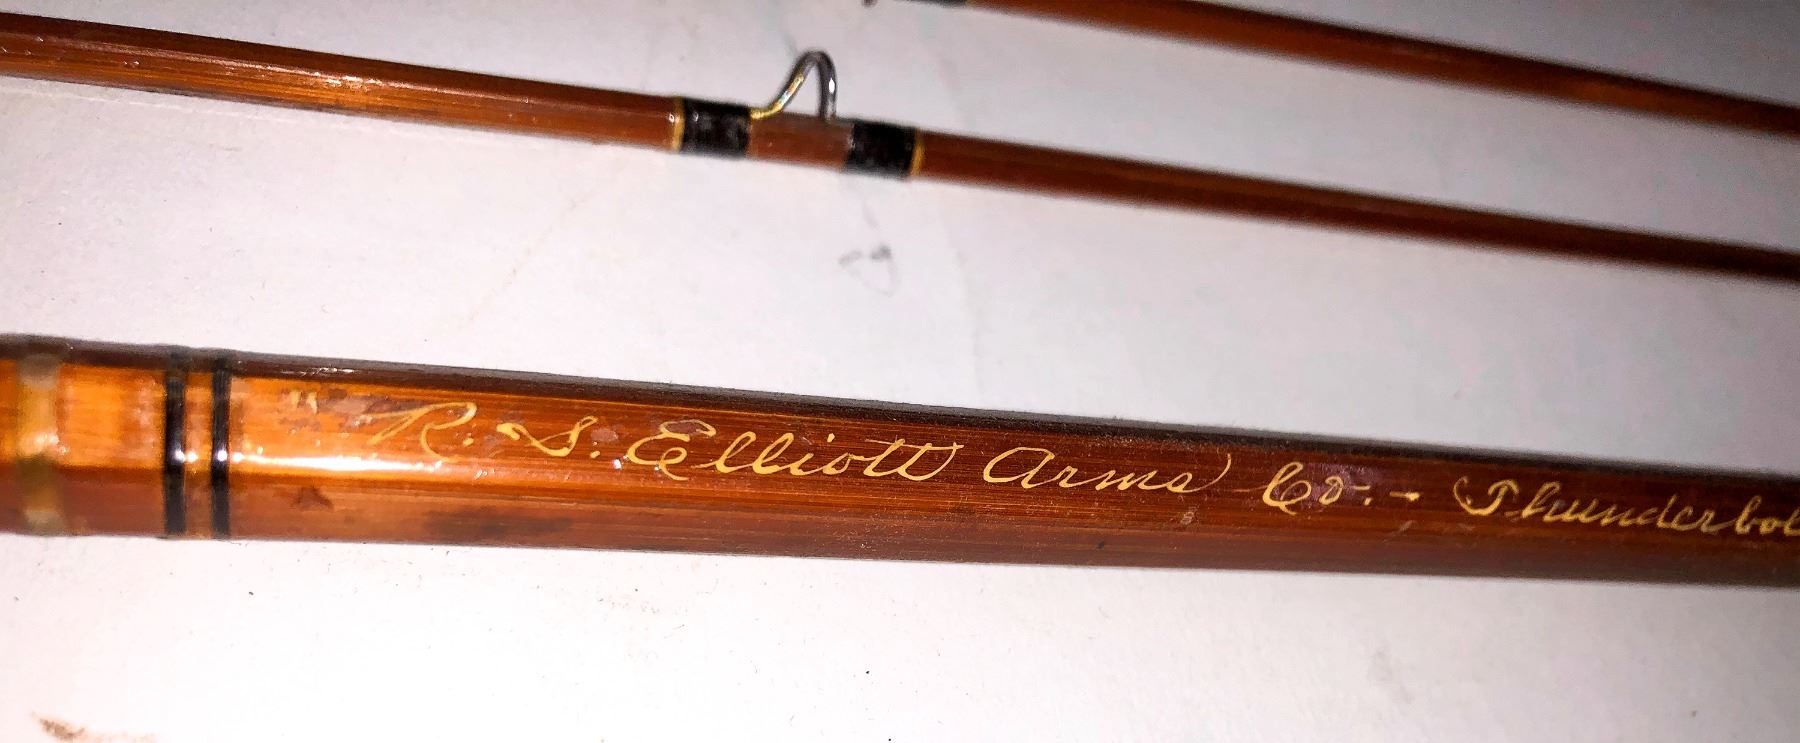 "R. S. Elliott Arms Co. - Thunderbol